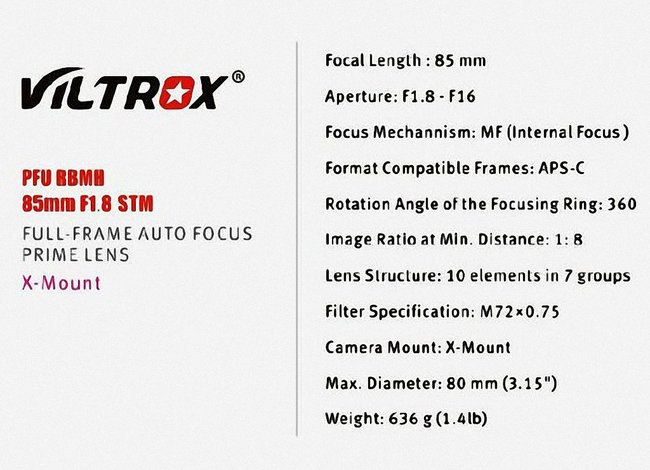 VILTROX®
PFU RBMH
85mm F1.8 STM
FULL-FRAME AUTO FOCUS
PRIME LENS
X-Mount
Focal Length : 85 mm
Aperture: F1.8 - F16
Focus Mechannism: MF (Internal Focus )
Format Compatible Frames: APS-C
Rotation Angle of the Focusing Ring: 360
Image Ratio at Min. Distance: 1: 8
Lens Structure: 10 elements in 7 groups
Filter Specification: M72×0.75
Camera Mount: X-Mount
Max. Diameter: 80 mm (3.15")
Weight: 636 g (1.4lb)